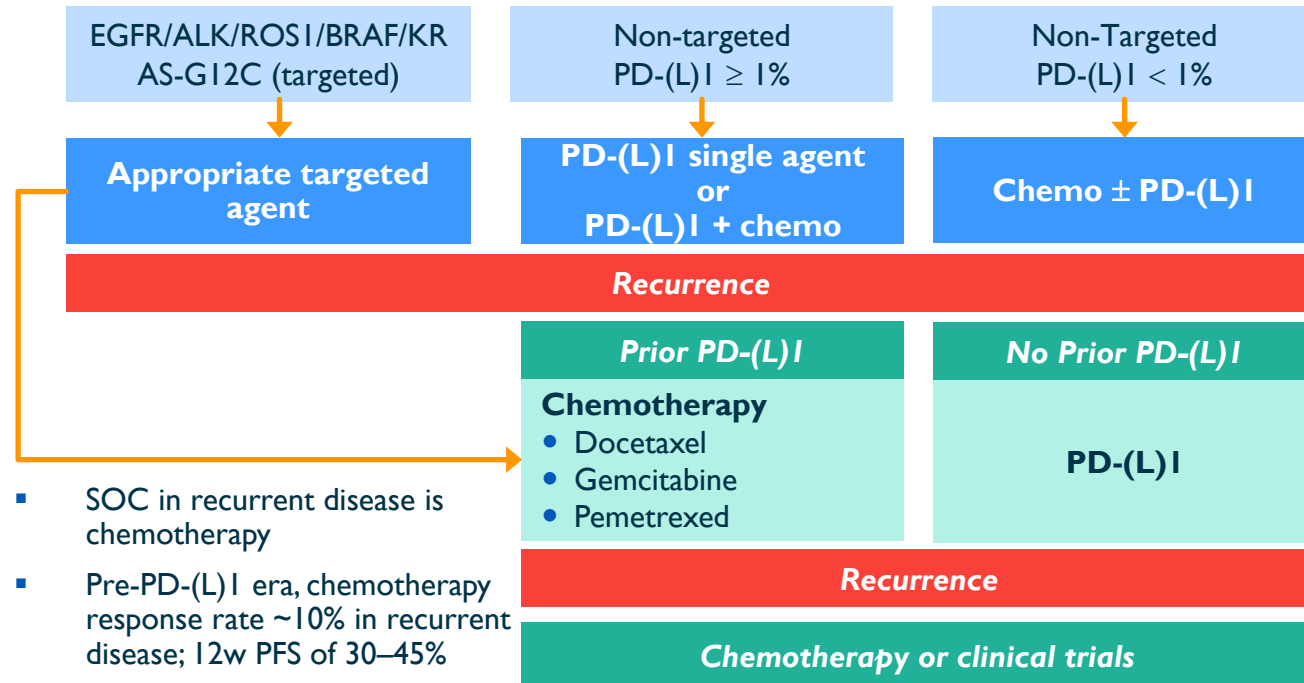 EGFR/ALK/ROS1/BRAF/KR
AS-G12C (targeted)
Non-targeted
PD-(L)1 ≥ 1%
Non-Targeted
PD-(L)1 < 1%
Appropriate targeted
agent
PD-(L)1 single agent
or
PD-(L)1 + chemo
Chemo ± PD-(L)1
Recurrence
Prior PD-(L)1
No Prior PD-(L)1
Chemotherapy
• Docetaxel
• Gemcitabine
• Pemetrexed
PD-(L)1
▪ SOC in recurrent disease is
chemotherapy
▪ Pre-PD-(L)1 era, chemotherapy
response rate ~10% in recurrent
disease; 12w PFS of 30–45%
Recurrence
Chemotherapy or clinical trials